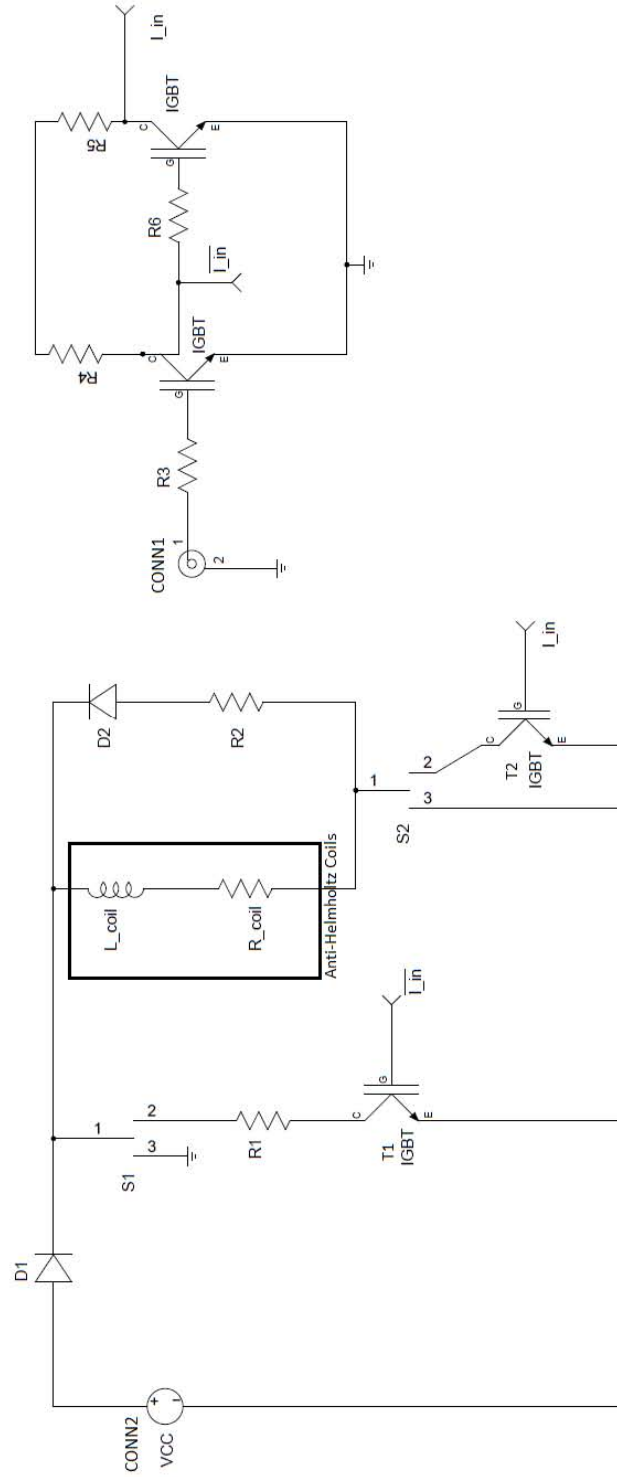 CONN2
VCC
+
−
D1
S1
1
2
3
R1
C
G
E
T1
IGBT
I_in
L_coil
R_coil
Anti-Helmholtz Coils
D2
R2
1
2
3
S2
C
G
E
T2
IGBT
I_in
CONN1
1
2
R3
R4
C
G
E
IGBT
I_in
R6
R5
C
G
E
IGBT
I_in